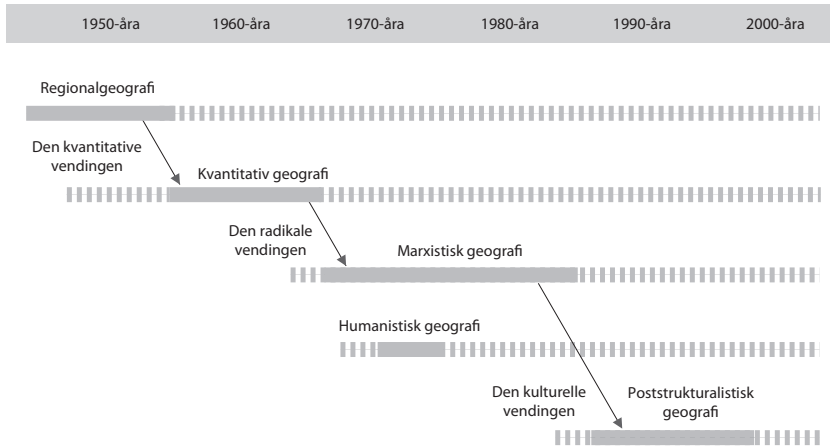 1950-åra 1960-åra 1970-åra 1980-åra 1990-åra 2000-åra
Regionalgeografi
Den kvantitative
vendingen
Kvantitativ geografi
Den radikale
vendingen
Marxistisk geografi
Humanistisk geografi
Den kulturelle
vendingen
Poststrukturalistisk
geografi